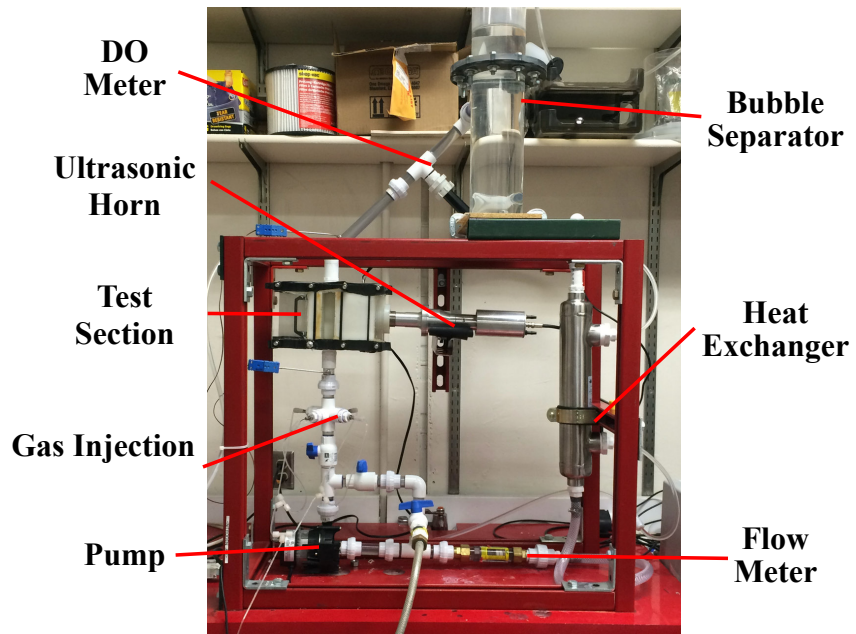 DO
Meter
Ultrasonic
Horn
Test
Section
Gas Injection
Pump
Bubble
Separator
Heat
Exchanger
Flow
Meter